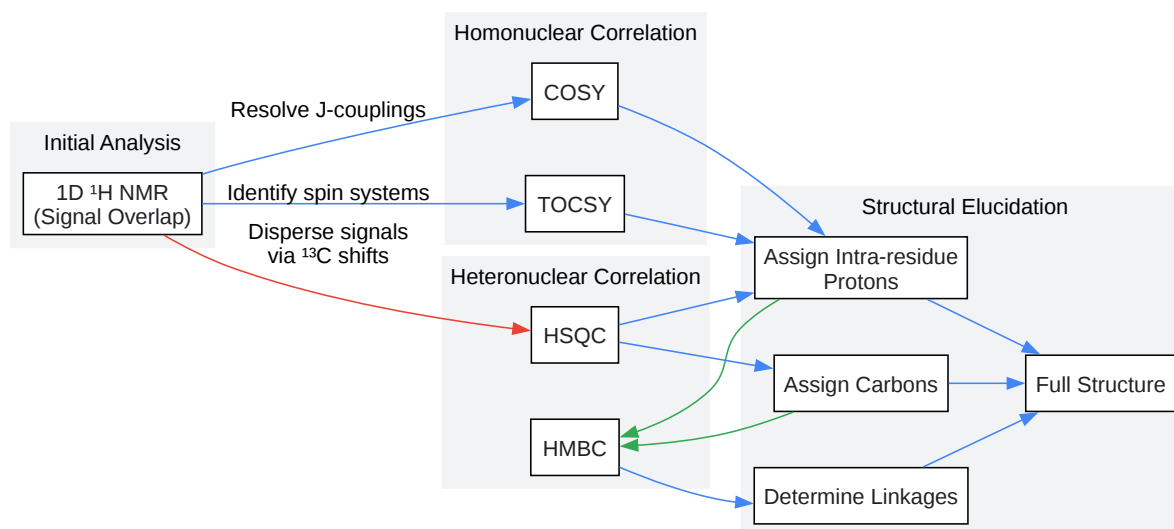 Initial Analysis
1D ¹H NMR
(Signal Overlap)
Resolve J-couplings
Identify spin systems
Disperse signals
via ¹³C shifts
Homonuclear Correlation
COSY
TOCSY
Heteronuclear Correlation
HSQC
HMBC
Structural Elucidation
Assign Intra-residue
Protons
Assign Carbons
Determine Linkages
Full Structure